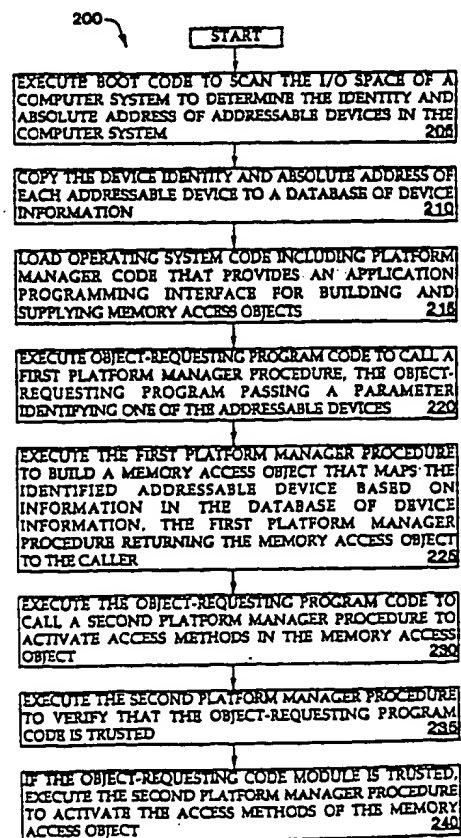 200
START
EXECUTE BOOT CODE TO SCAN THE I/O SPACE OF A
COMPUTER SYSTEM TO DETERMINE THE IDENTITY AND
ABSOLUTE ADDRESS OF ADDRESSABLE DEVICES IN THE
COMPUTER SYSTEM 205
COPY THE DEVICE IDENTITY AND ABSOLUTE ADDRESS OF
EACH ADDRESSABLE DEVICE TO A DATABASE OF DEVICE
INFORMATION 210
LOAD OPERATING SYSTEM CODE INCLUDING PLATFORM
MANAGER CODE THAT PROVIDES AN APPLICATION
PROGRAMMING INTERFACE FOR BUILDING AND
SUPPLYING MEMORY ACCESS OBJECTS 215
EXECUTE OBJECT-REQUESTING PROGRAM CODE TO CALL A
FIRST PLATFORM MANAGER PROCEDURE, THE OBJECT-
REQUESTING PROGRAM PASSING A PARAMETER
IDENTIFYING ONE OF THE ADDRESSABLE DEVICES 220
EXECUTE THE FIRST PLATFORM MANAGER PROCEDURE
TO BUILD A MEMORY ACCESS OBJECT THAT MAPS THE
IDENTIFIED ADDRESSABLE DEVICE BASED ON
INFORMATION IN THE DATABASE OF DEVICE
INFORMATION, THE FIRST PLATFORM MANAGER
PROCEDURE RETURNING THE MEMORY ACCESS OBJECT
TO THE CALLER 225
EXECUTE THE OBJECT-REQUESTING PROGRAM CODE TO
CALL A SECOND PLATFORM MANAGER PROCEDURE TO
ACTIVATE ACCESS METHODS IN THE MEMORY ACCESS
OBJECT 230
EXECUTE THE SECOND PLATFORM MANAGER PROCEDURE
TO VERIFY THAT THE OBJECT-REQUESTING PROGRAM
CODE IS TRUSTED 235
IF THE OBJECT-REQUESTING CODE MODULE IS TRUSTED,
EXECUTE THE SECOND PLATFORM MANAGER PROCEDURE
TO ACTIVATE THE ACCESS METHODS OF THE MEMORY
ACCESS OBJECT 240